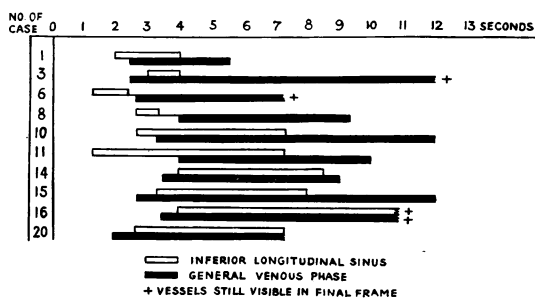 NO. OF
CASE 0 1 2 3 4 5 6 7 8 9 10 11 12 13 SECONDS
1
3 +
6 +
8
10
11
14
15
16 +
+
20
INFERIOR LONGITUDINAL SINUS
GENERAL VENOUS PHASE
+ VESSELS STILL VISIBLE IN FINAL FRAME